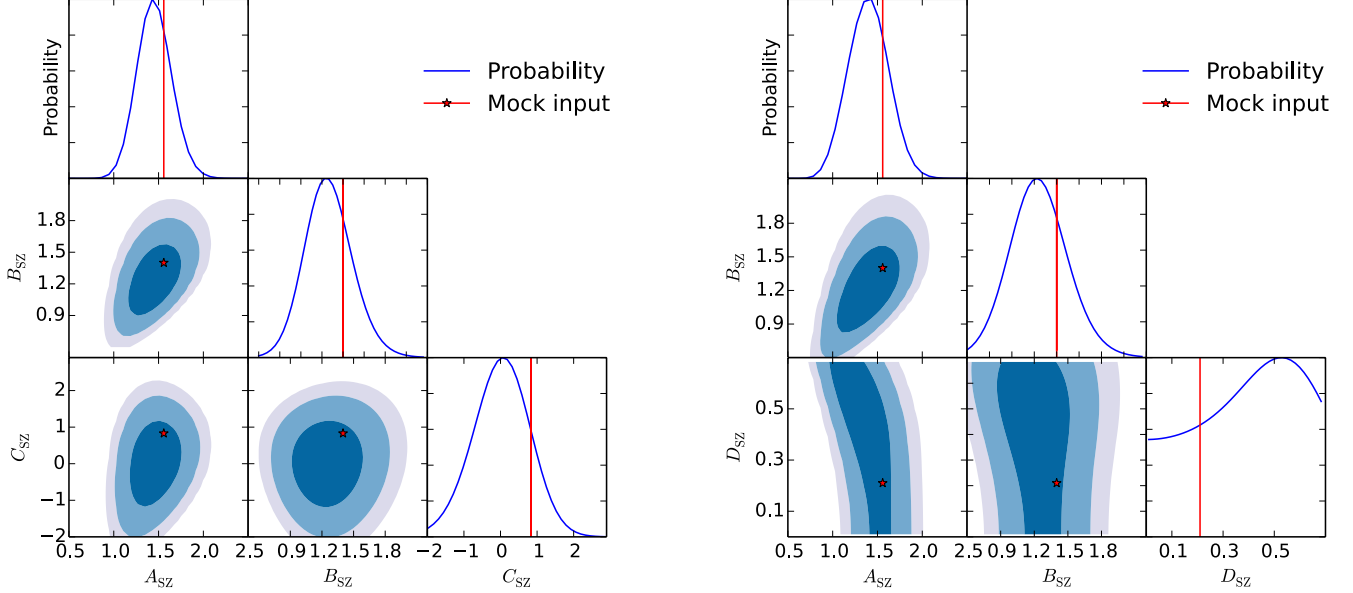 Probability
Probability
Mock input
1.8
1.5
1.2
0.9
B_SZ
2
1
0
−1
−2
C_SZ
0.5 1.0 1.5 2.0 2.5
0.9 1.2 1.5 1.8
−2 −1 0 1 2
A_SZ B_SZ C_SZ
Probability
Probability
Mock input
1.8
1.5
1.2
0.9
B_SZ
0.5
0.3
0.1
D_SZ
0.5 1.0 1.5 2.0 2.5
0.9 1.2 1.5 1.8
0.1 0.3 0.5
A_SZ B_SZ D_SZ